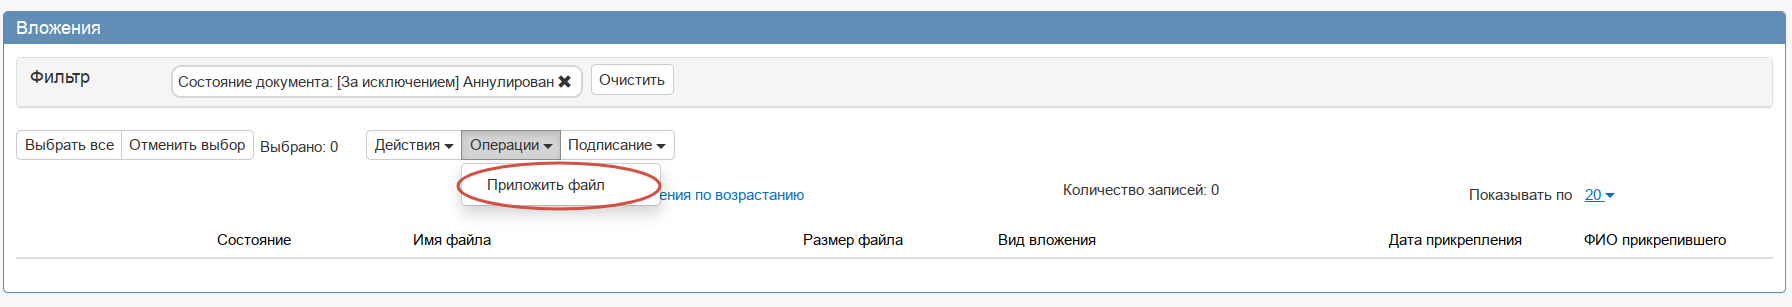 Вложения
Фильтр
Состояние документа: [За исключением] Аннулирован ✖
Очистить
Выбрать все
Отменить выбор
Выбрано: 0
Действия
Операции
Подписание
Приложить файл
ения по возрастанию
Количество записей: 0
Показывать по 20
Состояние
Имя файла
Размер файла
Вид вложения
Дата прикрепления
ФИО прикрепившего